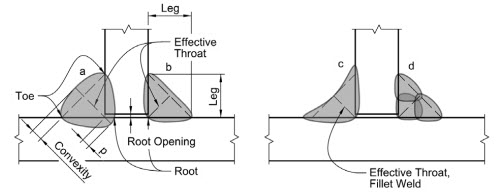 Leg
Effective
Throat
a
b
Toe
Leg
Convexity
p
Root Opening
Root
c
d
Effective Throat,
Fillet Weld